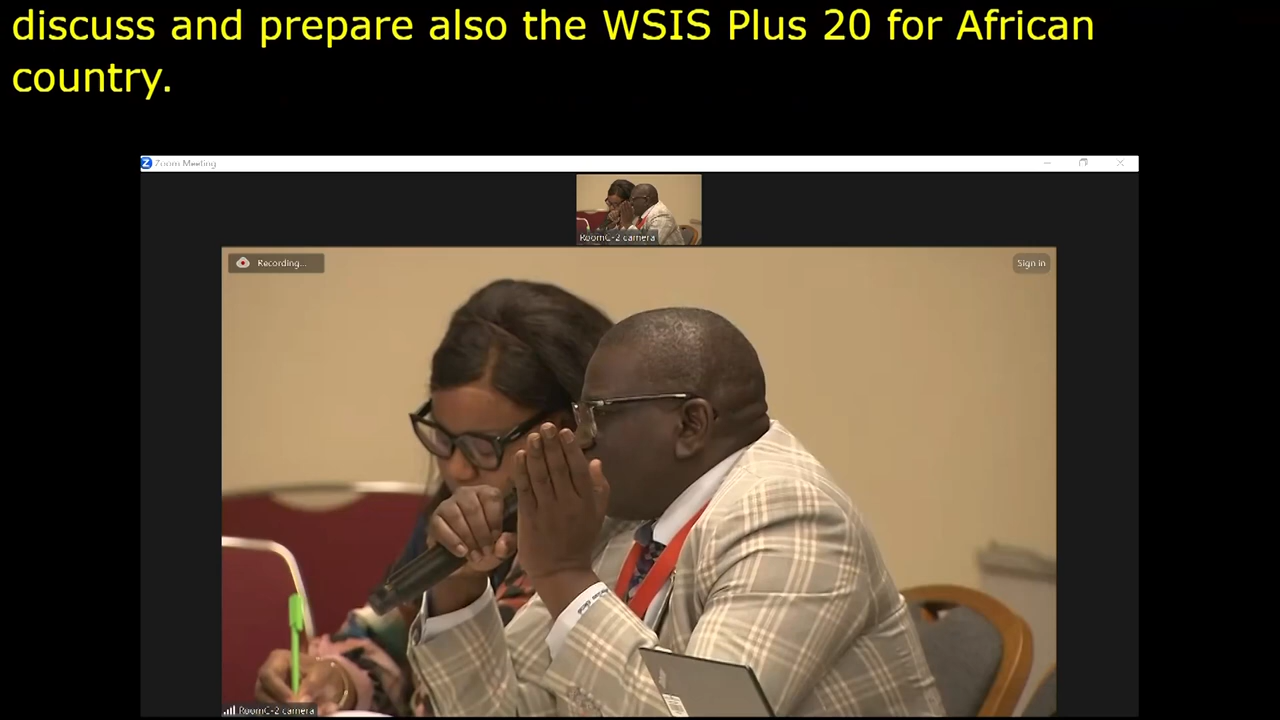 discuss and prepare also the WSIS Plus 20 for African
country.
Zoom Meeting
RoomC-2 camera
Recording...
Sign in
RoomC-2 camera